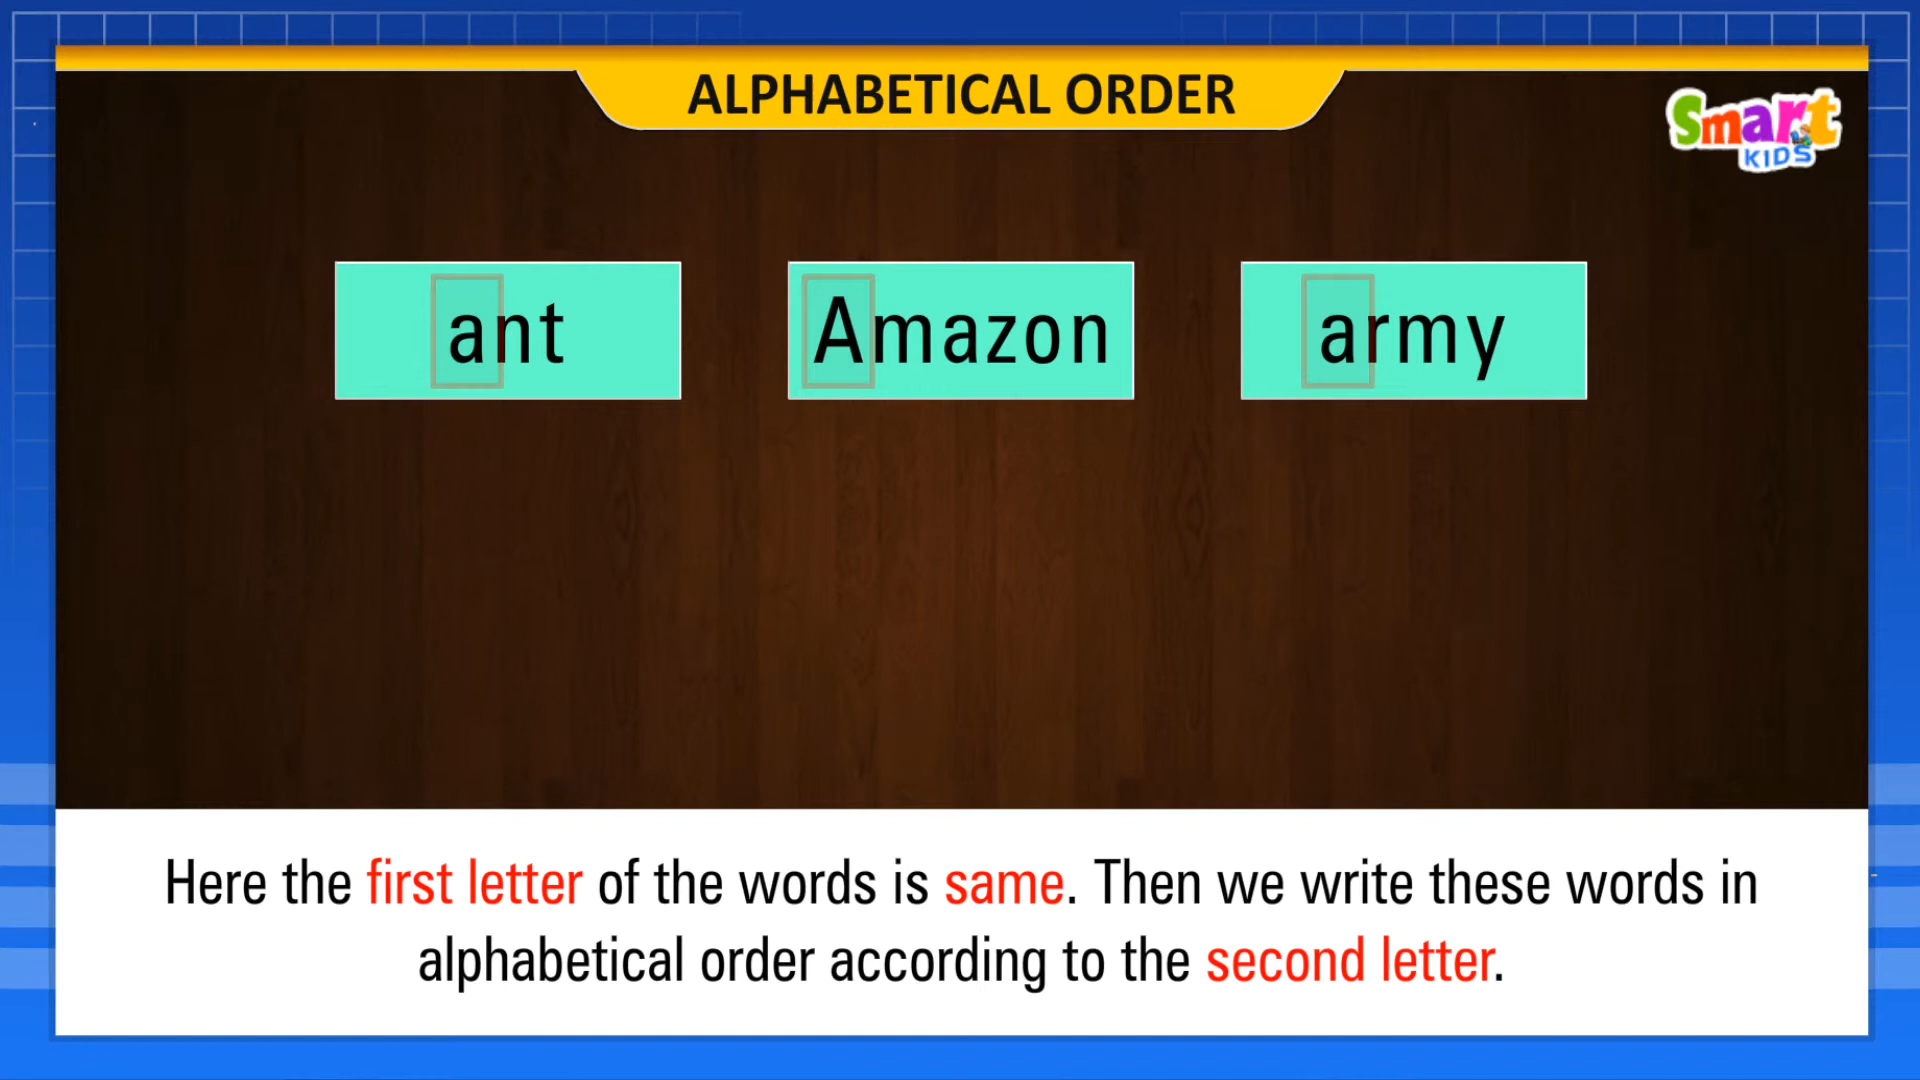 ALPHABETICAL ORDER
Smart
KIDS
ant Amazon army
Here the first letter of the words is same. Then we write these words in
alphabetical order according to the second letter.